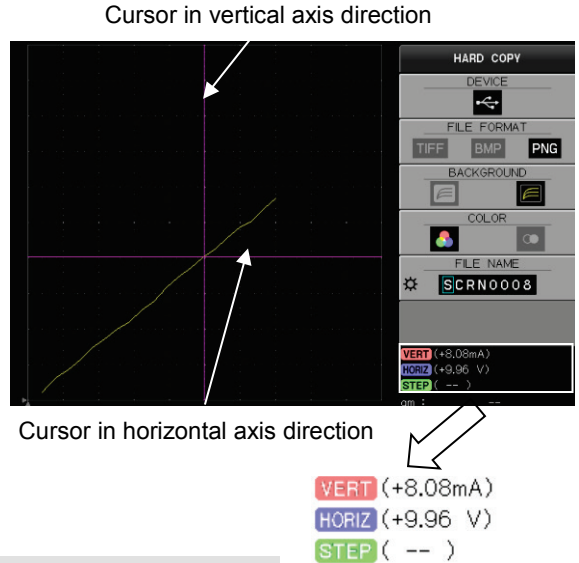 Cursor in vertical axis direction
HARD COPY
DEVICE
FILE FORMAT
TIFF BMP PNG
BACKGROUND
COLOR
FILE NAME
SCRN0008
VERT (+8.08mA)
HORIZ (+9.96 V)
STEP ( -- )
gm : --
Cursor in horizontal axis direction
VERT (+8.08mA)
HORIZ (+9.96 V)
STEP ( -- )